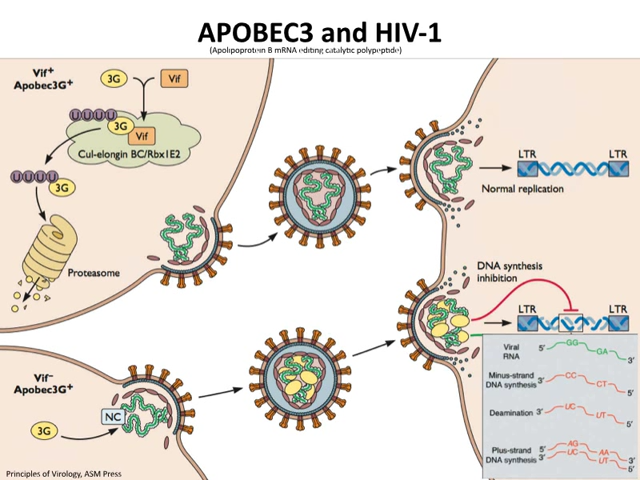 APOBEC3 and HIV-1
(Apolipoprotein B mRNA editing catalytic polypeptide)
Vif+
Apobec3G+
3G
Vif
UUUU
3G
Vif
Cul-elongin BC/Rbx1E2
UUUU
3G
Proteasome
LTR LTR
Normal replication
DNA synthesis
inhibition
LTR LTR
Vif–
Apobec3G+
3G
NC
Viral
RNA
5' GG GA 3'
Minus-strand
DNA synthesis
3' CC CT 5'
Deamination 3' UC UT 5'
Plus-strand
DNA synthesis
5' AG AA 3'
3' UC UT 5'
Principles of Virology, ASM Press